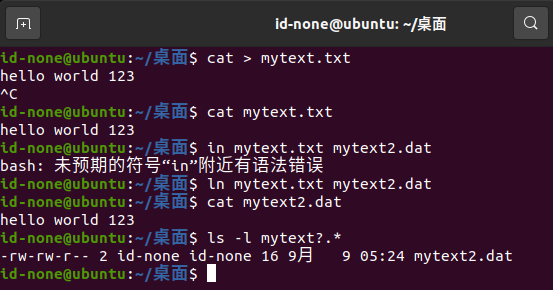 id-none@ubuntu: ~/桌面
id-none@ubuntu:~/桌面$ cat > mytext.txt
hello world 123
^C
id-none@ubuntu:~/桌面$ cat mytext.txt
hello world 123
id-none@ubuntu:~/桌面$ in mytext.txt mytext2.dat
bash: 未预期的符号“in”附近有语法错误
id-none@ubuntu:~/桌面$ ln mytext.txt mytext2.dat
id-none@ubuntu:~/桌面$ cat mytext2.dat
hello world 123
id-none@ubuntu:~/桌面$ ls -l mytext?.*
-rw-rw-r-- 2 id-none id-none 16 9月   9 05:24 mytext2.dat
id-none@ubuntu:~/桌面$